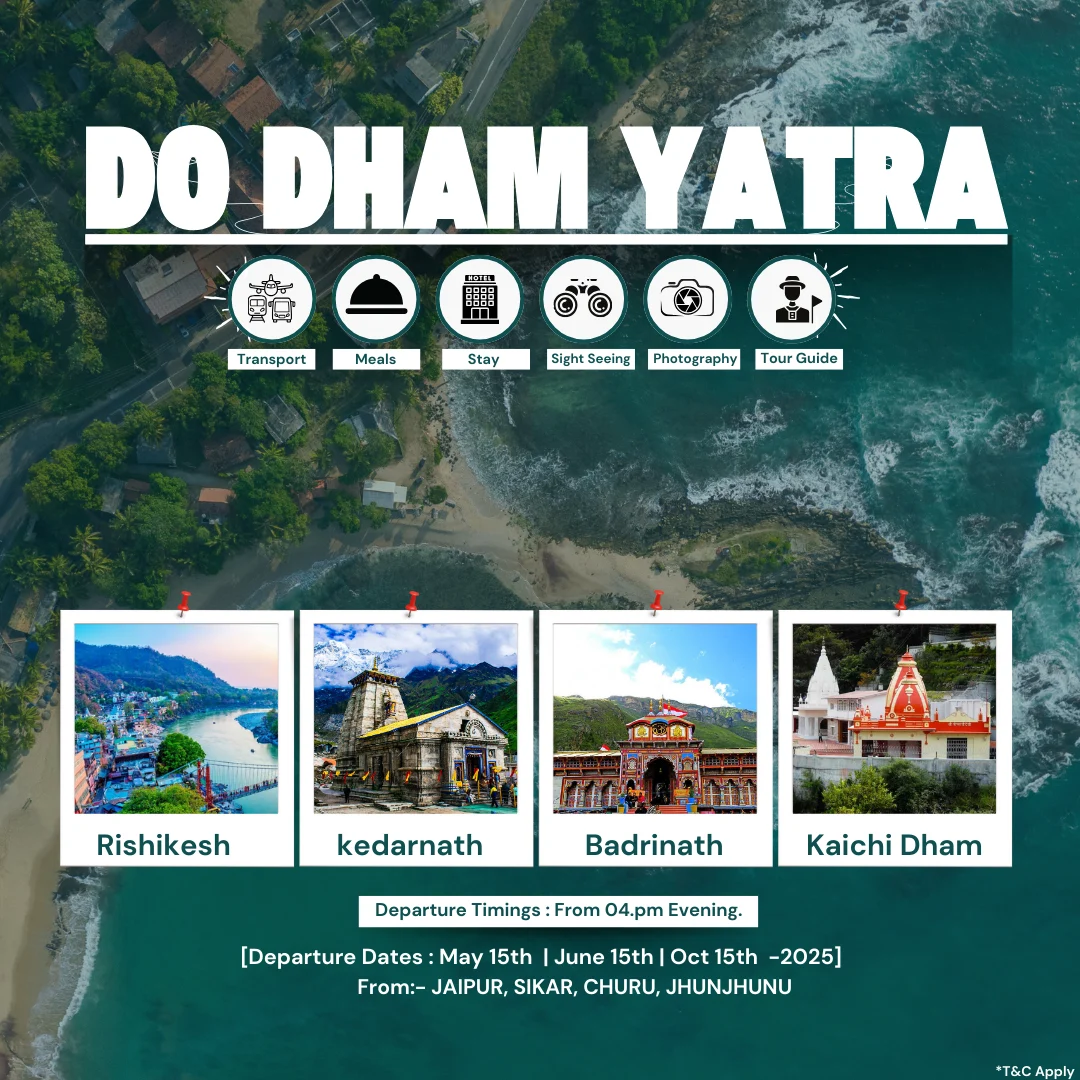 DO DHAM YATRA
HOTEL
Transport
Meals
Stay
Sight Seeing
Photography
Tour Guide
Rishikesh
kedarnath
Badrinath
Kaichi Dham
Departure Timings : From 04.pm Evening.
[Departure Dates : May 15th | June 15th | Oct 15th -2025]
From:- JAIPUR, SIKAR, CHURU, JHUNJHUNU
*T&C Apply